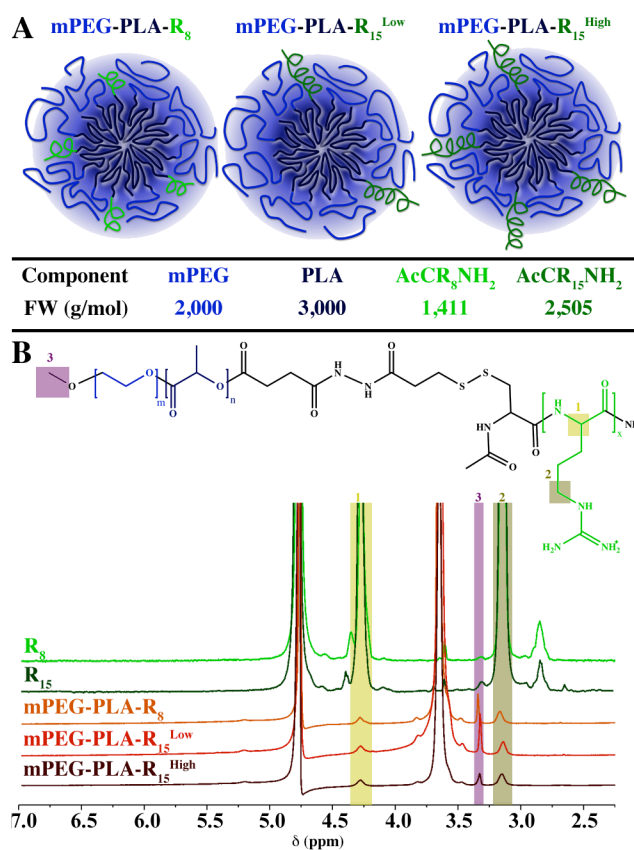 A
mPEG-PLA-R8 mPEG-PLA-R15Low mPEG-PLA-R15High
Component mPEG PLA AcCR8NH2 AcCR15NH2
FW (g/mol) 2,000 3,000 1,411 2,505
B
3
O O m O O n O O O N H N H O S S N H O O N H O x NH
1
2
NH
H2N NH2+
1 3 2
R8
R15
mPEG-PLA-R8
mPEG-PLA-R15Low
mPEG-PLA-R15High
7.0 6.5 6.0 5.5 5.0 4.5 4.0 3.5 3.0 2.5
δ (ppm)